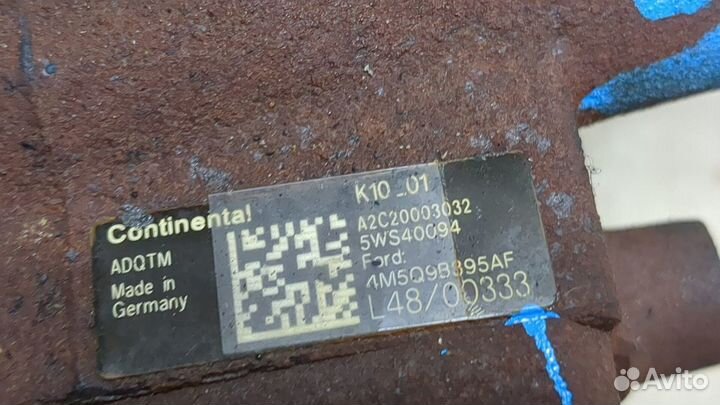 Continental
ADQTM
Made in
Germany
K10_01
A2C20003032
5WS40094
Ford:
4M5Q9B395AF
L48/00333
Avito